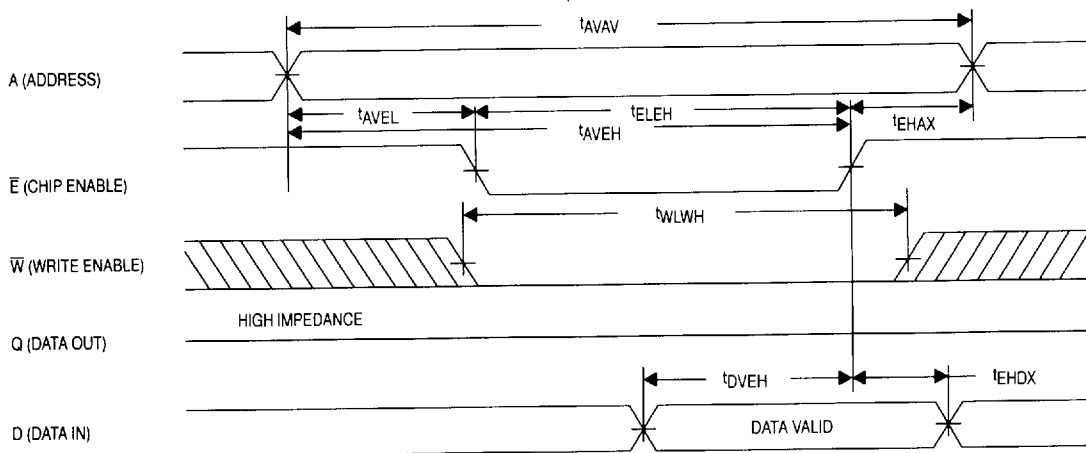 tAVAV
A (ADDRESS)
tAVEL
tELEH
tEHAX
tAVEH
E̅ (CHIP ENABLE)
tWLWH
W̅ (WRITE ENABLE)
HIGH IMPEDANCE
Q (DATA OUT)
tDVEH
tEHDX
D (DATA IN)
DATA VALID